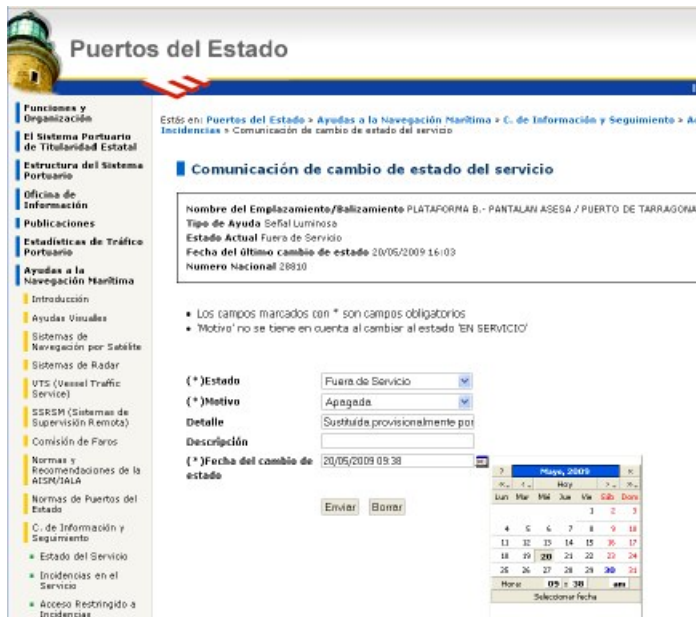 Puertos del Estado
Funciones y
Organización
El Sistema Portuario
de Titularidad Estatal
Estructura del Sistema
Portuario
Oficina de
Información
Publicaciones
Estadísticas de Tráfico
Portuario
Ayudas a la
Navegación Marítima
Introducción
Ayudas Visuales
Sistemas de
Navegación por Satélite
Sistemas de Radar
VTS (Vessel Traffic
Service)
SSRSM (Sistemas de
Supervisión Remota)
Comisión de Faros
Normas y
Recomendaciones de la
AISM/IALA
Normas de Puertos del
Estado
C. de Información y
Seguimiento
Estado del Servicio
Incidencias en el
Servicio
Acceso Restringido a
Incidencias
Estás en: Puertos del Estado » Ayudas a la Navegación Marítima » C. de Información y Seguimiento »
Incidencias » Comunicación de cambio de estado del servicio
Comunicación de cambio de estado del servicio
Nombre del Emplazamiento/Balizamiento PLATAFORMA B.- PANTALAN ASESA / PUERTO DE TARRAGONA
Tipo de Ayuda Señal Luminosa
Estado Actual Fuera de Servicio
Fecha del último cambio de estado 20/05/2009 16:03
Numero Nacional 28810
• Los campos marcados con * son campos obligatorios
• 'Motivo' no se tiene en cuenta al cambiar al estado 'EN SERVICIO'
(*)Estado Fuera de Servicio
(*)Motivo Apagada
Detalle Sustituida provisionalmente por
Descripción
(*)Fecha del cambio de 20/05/2009 09:38
estado
Enviar Borrar
? Mayo, 2009 ×
«. ‹. Hoy ›. ».
Lun Mar Mié Jue Vie Sáb Dom
1 2 3
4 5 6 7 8 9 10
11 12 13 14 15 16 17
18 19 20 21 22 23 24
25 26 27 28 29 30 31
Hora: 09 : 38 am
Seleccionar fecha